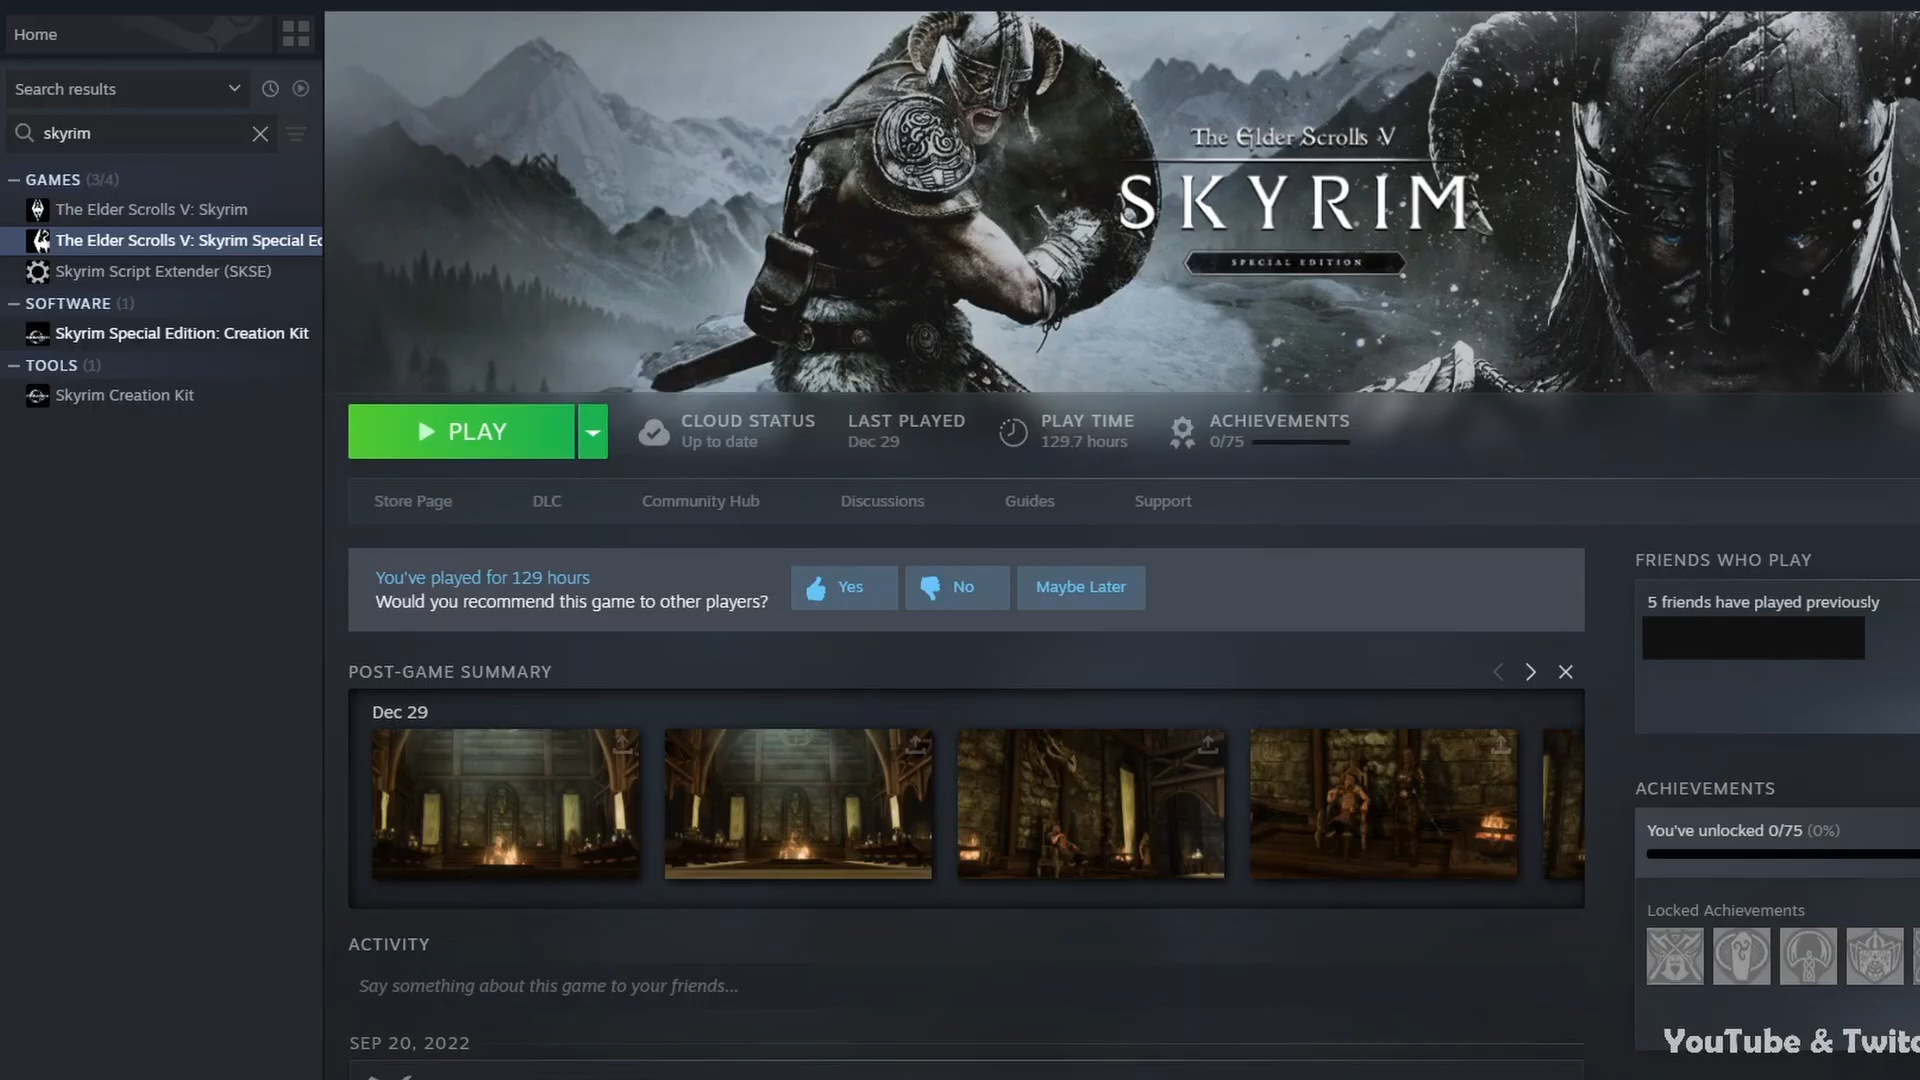 Home
Search results
skyrim
GAMES (3/4)
The Elder Scrolls V: Skyrim
The Elder Scrolls V: Skyrim Special Ed
Skyrim Script Extender (SKSE)
SOFTWARE (1)
Skyrim Special Edition: Creation Kit
TOOLS (1)
Skyrim Creation Kit
The Elder Scrolls V
SKYRIM
SPECIAL EDITION
PLAY
CLOUD STATUS
Up to date
LAST PLAYED
Dec 29
PLAY TIME
129.7 hours
ACHIEVEMENTS
0/75
Store Page
DLC
Community Hub
Discussions
Guides
Support
You've played for 129 hours
Would you recommend this game to other players?
Yes
No
Maybe Later
POST-GAME SUMMARY
Dec 29
ACTIVITY
Say something about this game to your friends...
SEP 20, 2022
FRIENDS WHO PLAY
5 friends have played previously
ACHIEVEMENTS
You've unlocked 0/75 (0%)
Locked Achievements
YouTube & Twitc